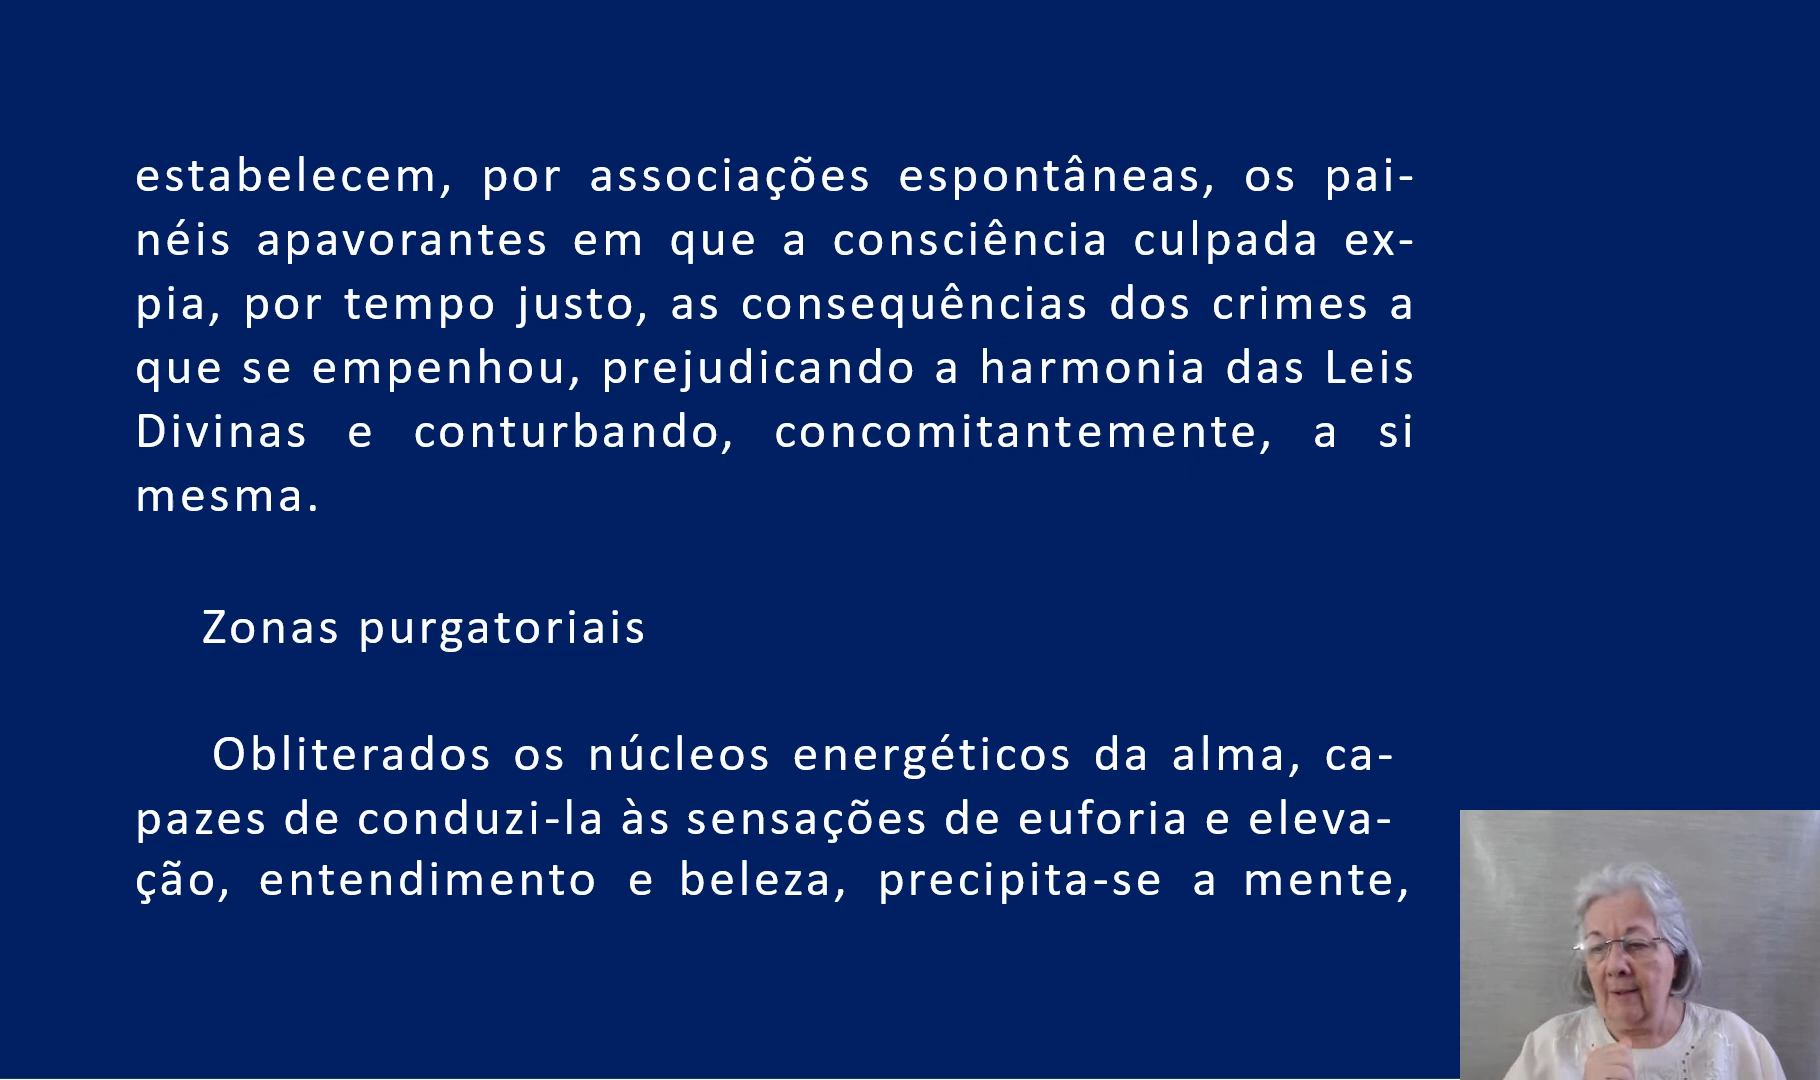 estabelecem, por associações espontâneas, os pai-
néis apavorantes em que a consciência culpada ex-
pia, por tempo justo, as consequências dos crimes a
que se empenhou, prejudicando a harmonia das Leis
Divinas e conturbando, concomitantemente, a si
mesma.
Zonas purgatoriais
Obliterados os núcleos energéticos da alma, ca-
pazes de conduzi-la às sensações de euforia e eleva-
ção, entendimento e beleza, precipita-se a mente,